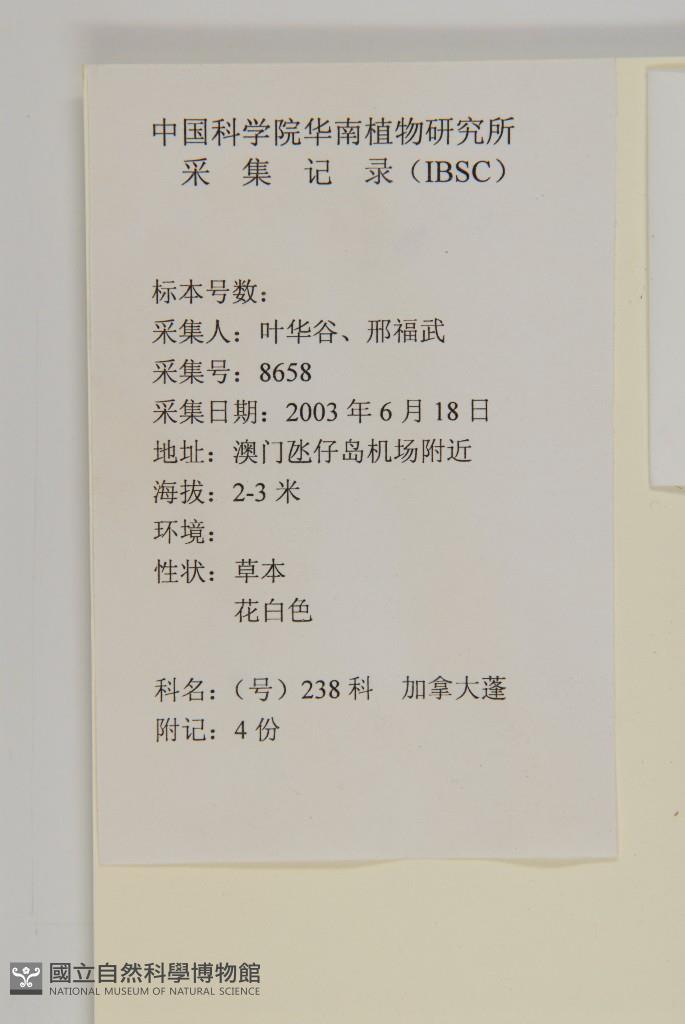 中国科学院华南植物研究所
采 集 记 录（IBSC）
标本号数：
采集人：叶华谷、邢福武
采集号：8658
采集日期：2003 年 6 月 18 日
地址：澳门氹仔岛机场附近
海拔：2-3 米
环境：
性状：草本
花白色
科名：（号）238 科 加拿大蓬
附记：4 份
國立自然科學博物館
NATIONAL MUSEUM OF NATURAL SCIENCE